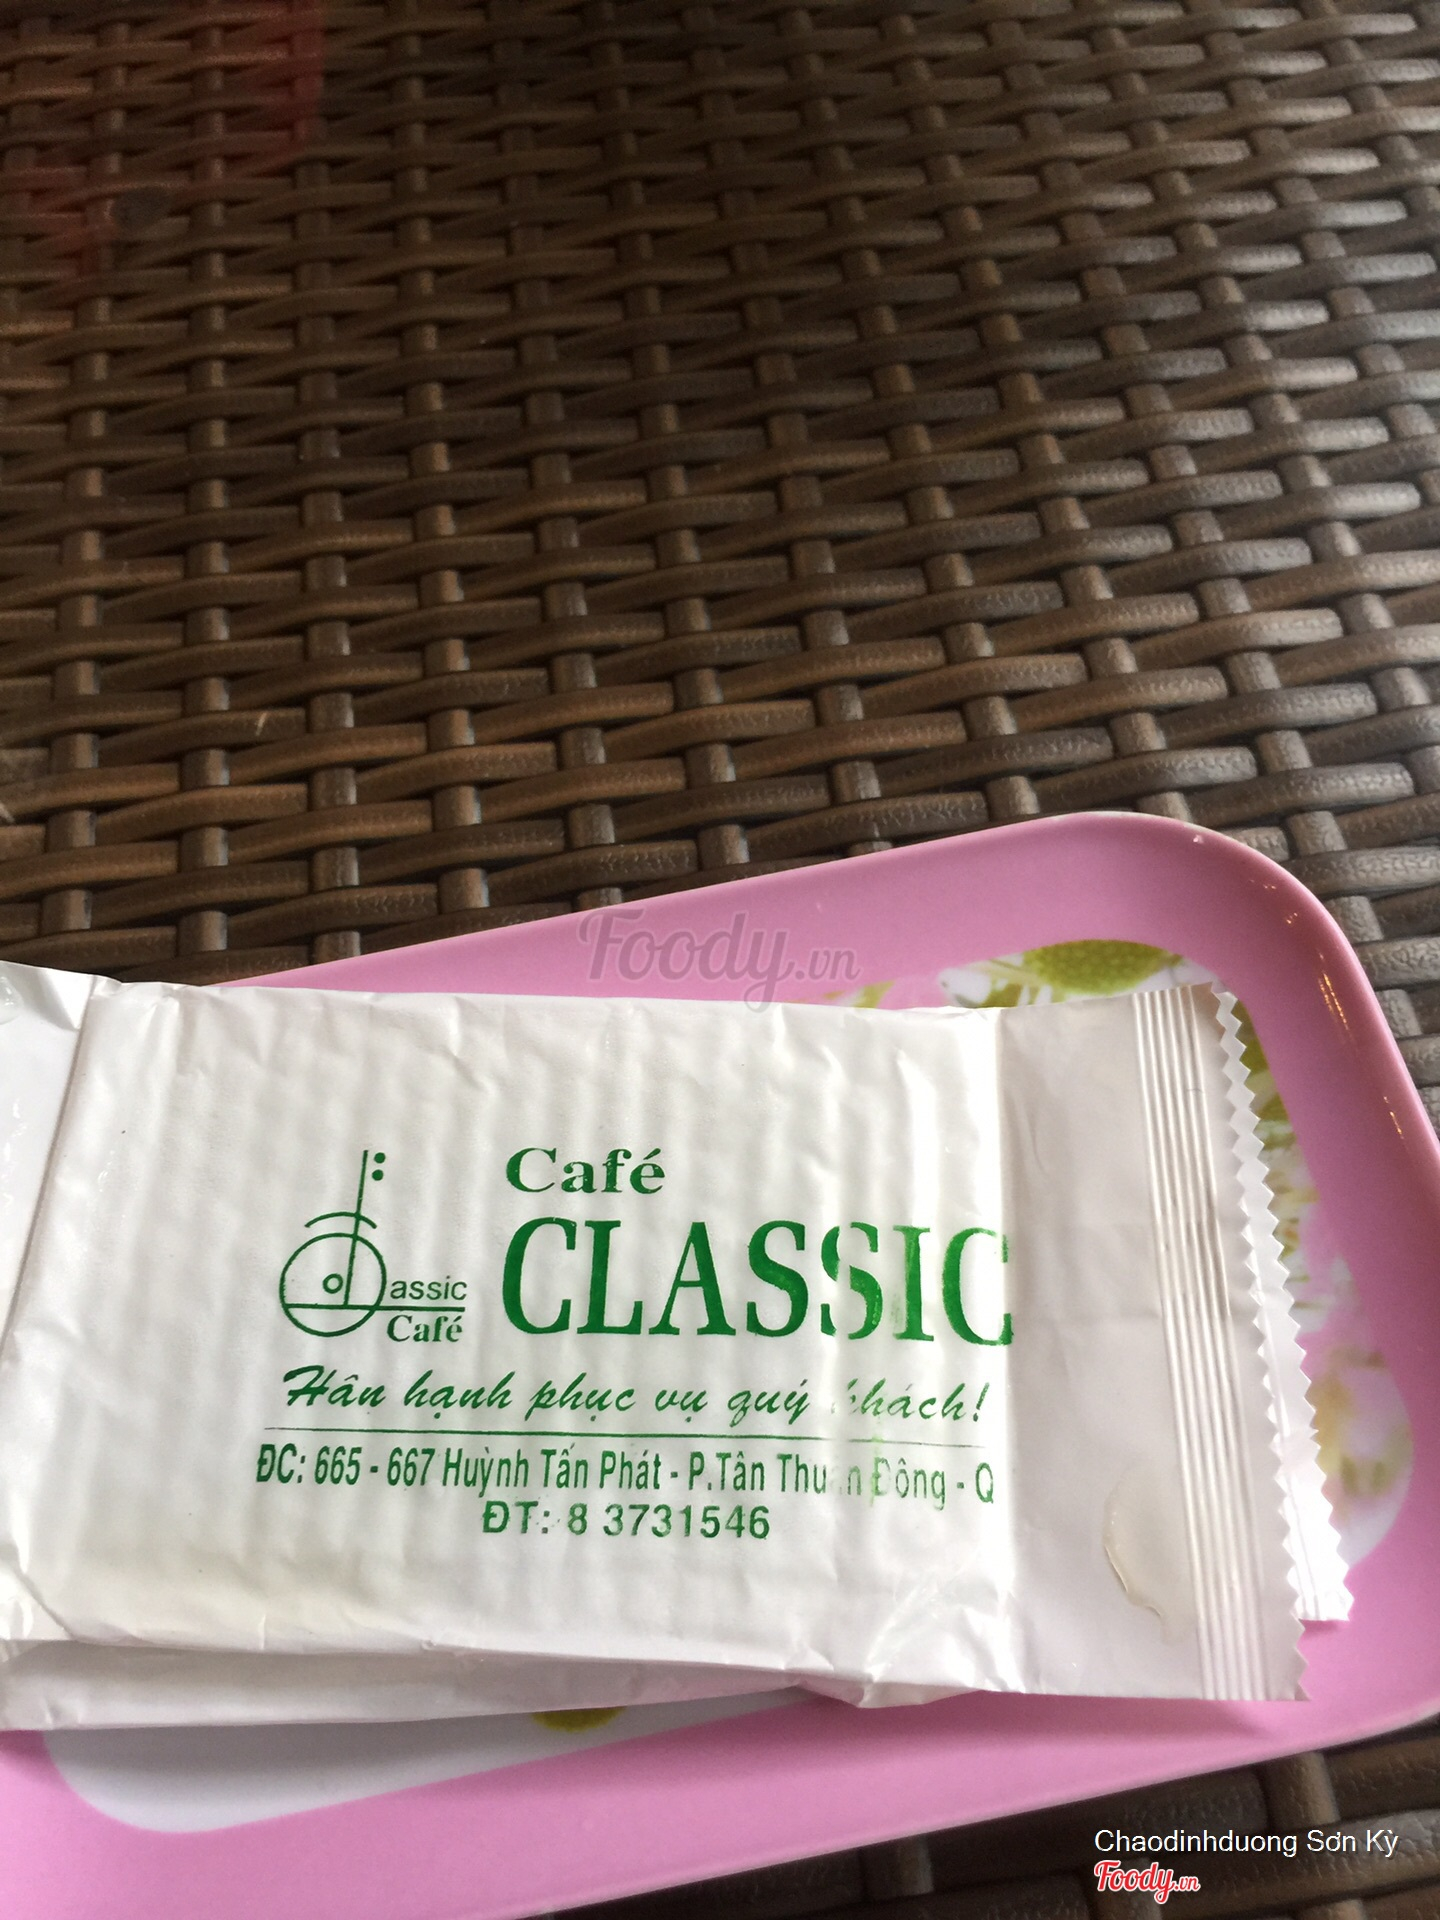 Foody.vn
Café
CLASSIC
assic
Café
Hân hạnh phục vụ quý khách!
ĐC: 665 - 667 Huỳnh Tấn Phát - P.Tân Thuận Đông - Q
ĐT: 8 3731546
Chaodinhduong Sơn Kỳ
Foody.vn